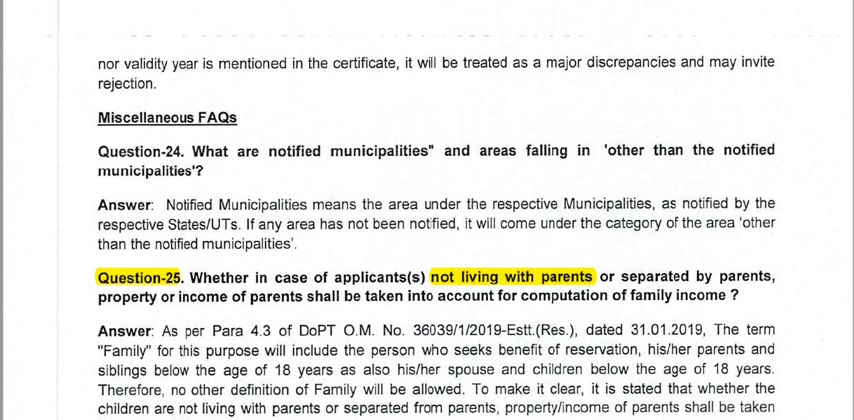 nor validity year is mentioned in the certificate, it will be treated as a major discrepancies and may invite
rejection.
Miscellaneous FAQs
Question-24. What are notified municipalities" and areas falling in 'other than the notified
municipalities'?
Answer: Notified Municipalities means the area under the respective Municipalities, as notified by the
respective States/UTs. If any area has not been notified, it will come under the category of the area 'other
than the notified municipalities'.
Question-25. Whether in case of applicants(s) not living with parents or separated by parents,
property or income of parents shall be taken into account for computation of family income ?
Answer: As per Para 4.3 of DoPT O.M. No. 36039/1/2019-Estt.(Res.), dated 31.01.2019, The term
"Family" for this purpose will include the person who seeks benefit of reservation, his/her parents and
siblings below the age of 18 years as also his/her spouse and children below the age of 18 years.
Therefore, no other definition of Family will be allowed. To make it clear, it is stated that whether the
children are not living with parents or separated from parents, property/income of parents shall be taken